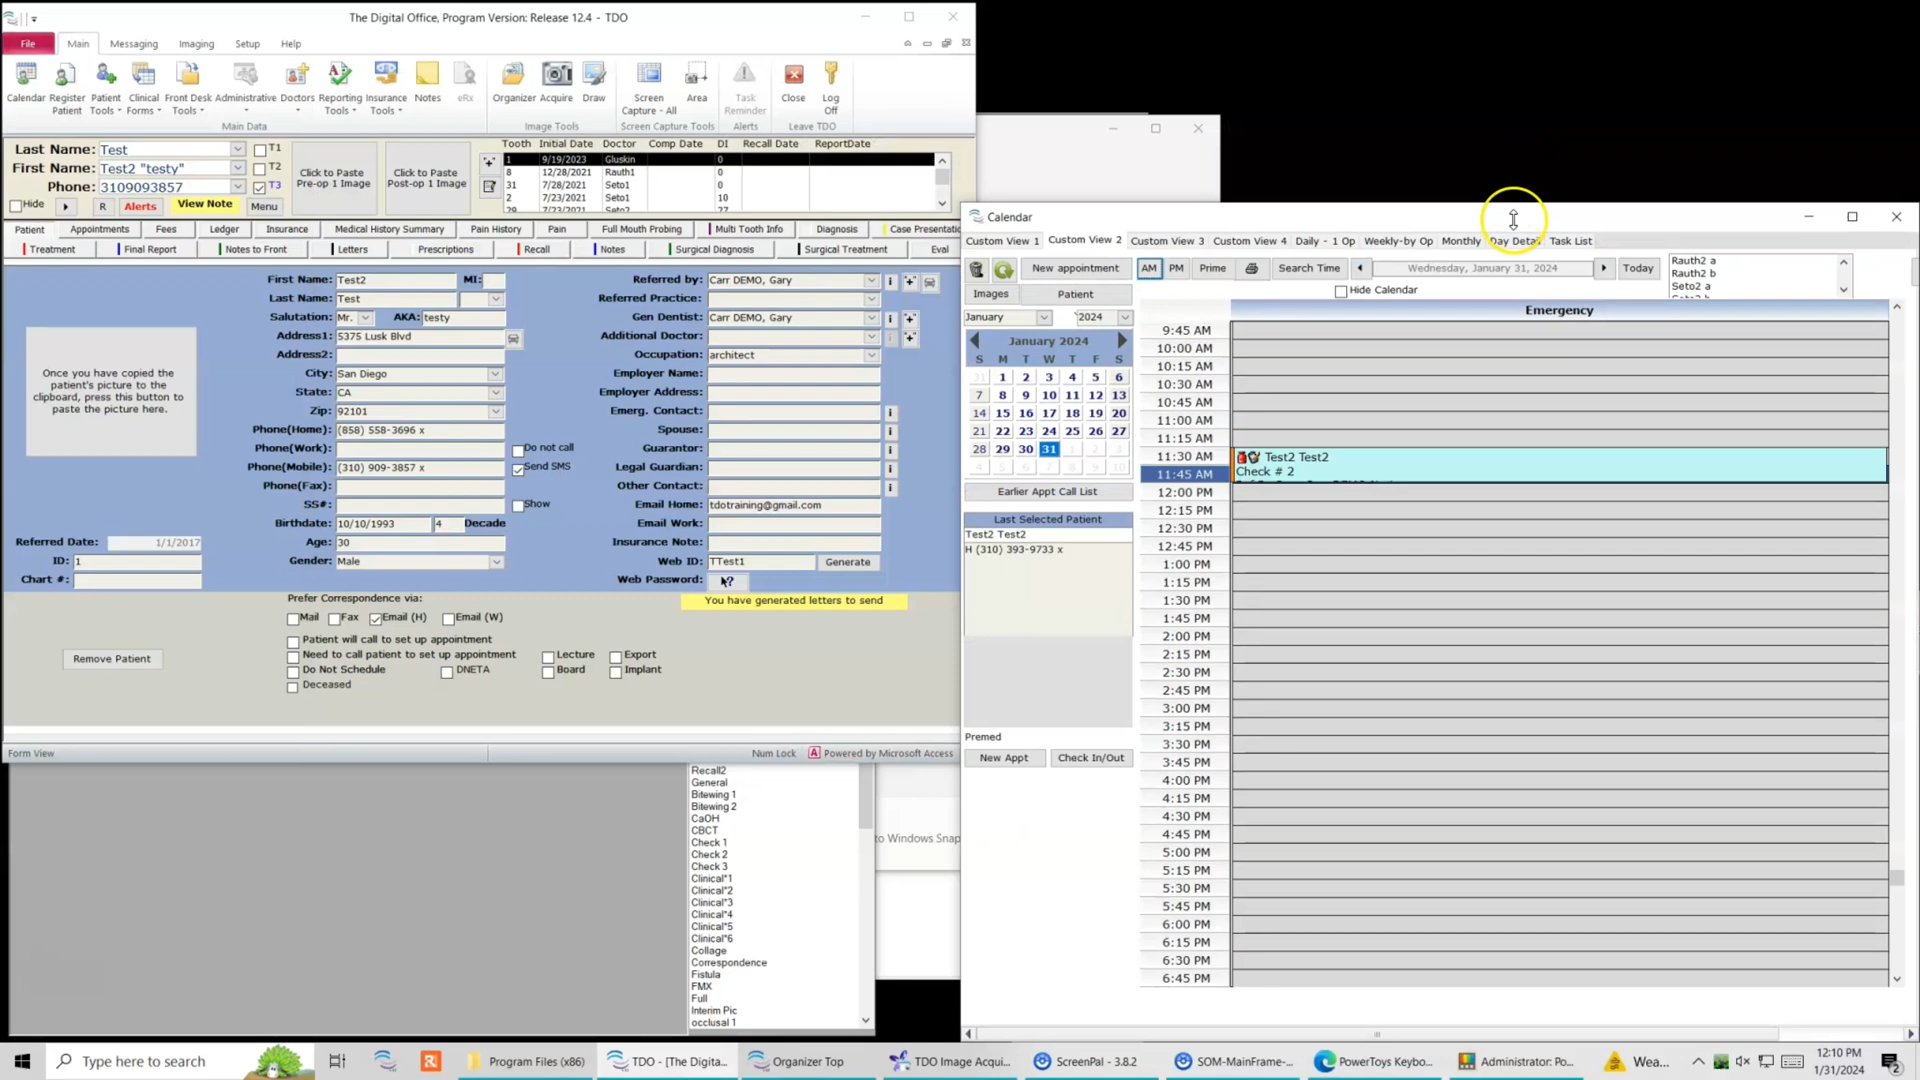 The Digital Office, Program Version: Release 12.4 - TDO
File Main Messaging Imaging Setup Help
Calendar Register Patient Patient Tools Clinical Forms Front Desk Tools Administrative Doctors Reporting Tools Insurance Tools Notes eRx Organizer Acquire Draw Screen Capture - All Area Task Reminder Close Log Off
Main Data Image Tools Screen Capture Tools Alerts Leave TDO
Last Name: Test T1
First Name: Test2 "testy" T2
Phone: 3109093857 T3
Hide R Alerts View Note Menu
Click to Paste Pre-op 1 Image
Click to Paste Post-op 1 Image
Tooth Initial Date Doctor Comp Date DI Recall Date ReportDate
1 9/19/2023 Gluskin 0
8 12/28/2021 Rauth1 0
31 7/28/2021 Seto1 0
2 7/23/2021 Seto1 10
29 7/23/2021 Seto2 27
Patient Appointments Fees Ledger Insurance Medical History Summary Pain History Pain Full Mouth Probing Multi Tooth Info Diagnosis Case Presentatio
Treatment Final Report Notes to Front Letters Prescriptions Recall Notes Surgical Diagnosis Surgical Treatment Eval
Once you have copied the
patient's picture to the
clipboard, press this button to
paste the picture here.
Referred Date: 1/1/2017
ID: 1
Chart #:
Remove Patient
First Name: Test2 MI:
Last Name: Test
Salutation: Mr. AKA: testy
Address1: 5375 Lusk Blvd
Address2:
City: San Diego
State: CA
Zip: 92101
Phone(Home): (858) 558-3696 x
Phone(Work): Do not call
Phone(Mobile): (310) 909-3857 x Send SMS
Phone(Fax):
SS#: Show
Birthdate: 10/10/1993 4 Decade
Age: 30
Gender: Male
Referred by: Carr DEMO, Gary
Referred Practice:
Gen Dentist: Carr DEMO, Gary
Additional Doctor:
Occupation: architect
Employer Name:
Employer Address:
Emerg. Contact:
Spouse:
Guarantor:
Legal Guardian:
Other Contact:
Email Home: tdotraining@gmail.com
Email Work:
Insurance Note:
Web ID: TTest1 Generate
Web Password: ?
You have generated letters to send
Prefer Correspondence via:
Mail Fax Email (H) Email (W)
Patient will call to set up appointment
Need to call patient to set up appointment Lecture Export
Do Not Schedule DNETA Board Implant
Deceased
Form View Num Lock Powered by Microsoft Access
Recall2
General
Bitewing 1
Bitewing 2
CaOH
CBCT
Check 1
Check 2
Check 3
Clinical*1
Clinical*2
Clinical*3
Clinical*4
Clinical*5
Clinical*6
Collage
Correspondence
Fistula
FMX
Full
Interim Pic
occlusal 1
to Windows Snap
Calendar
Custom View 1 Custom View 2 Custom View 3 Custom View 4 Daily - 1 Op Weekly-by Op Monthly Day Detail Task List
New appointment AM PM Prime Search Time Wednesday, January 31, 2024 Today
Rauth2 a
Rauth2 b
Seto2 a
Seto2 b
Images Patient Hide Calendar
January 2024
January 2024
S M T W T F S
31 1 2 3 4 5 6
7 8 9 10 11 12 13
14 15 16 17 18 19 20
21 22 23 24 25 26 27
28 29 30 31 1 2 3
4 5 6 7 8 9 10
Earlier Appt Call List
Last Selected Patient
Test2 Test2
H (310) 393-9733 x
Premed
New Appt Check In/Out
Emergency
9:45 AM
10:00 AM
10:15 AM
10:30 AM
10:45 AM
11:00 AM
11:15 AM
11:30 AM Test2 Test2
Check # 2
11:45 AM
12:00 PM
12:15 PM
12:30 PM
12:45 PM
1:00 PM
1:15 PM
1:30 PM
1:45 PM
2:00 PM
2:15 PM
2:30 PM
2:45 PM
3:00 PM
3:15 PM
3:30 PM
3:45 PM
4:00 PM
4:15 PM
4:30 PM
4:45 PM
5:00 PM
5:15 PM
5:30 PM
5:45 PM
6:00 PM
6:15 PM
6:30 PM
6:45 PM
Type here to search Program Files (x86) TDO - [The Digita... Organizer Top TDO Image Acqui... ScreenPal - 3.8.2 SOM-MainFrame-... PowerToys Keybo... Administrator: Po... Wea...
12:10 PM
1/31/2024
2